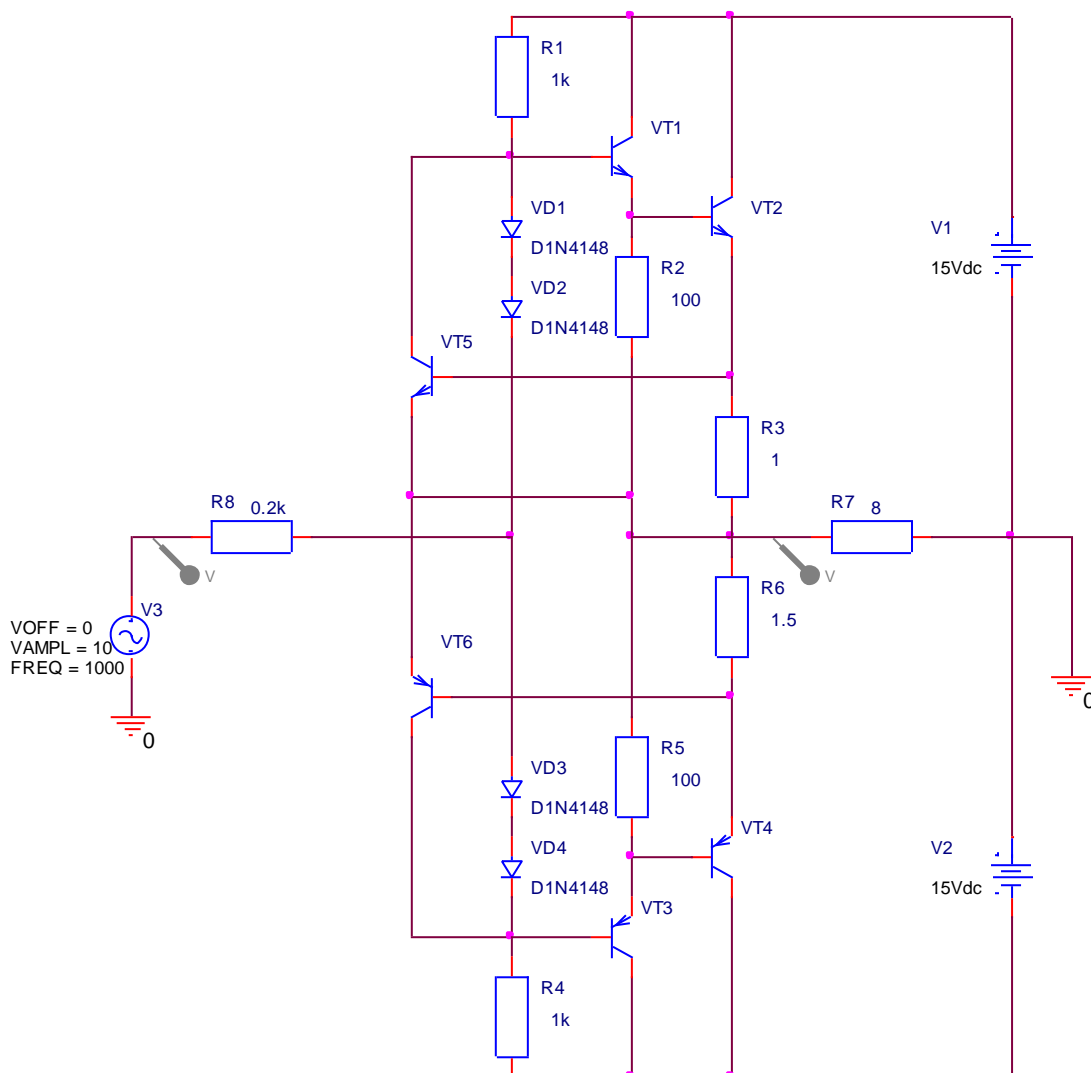 R1
1k
VT1
VD1
D1N4148
VT2
V1
15Vdc
R2
100
VD2
D1N4148
VT5
R3
1
R8 0.2k
R7 8
V
V
R6
1.5
V3
VOFF = 0
VAMPL = 10
FREQ = 1000
VT6
0
0
R5
100
VD3
D1N4148
VT4
VD4
D1N4148
V2
15Vdc
VT3
R4
1k